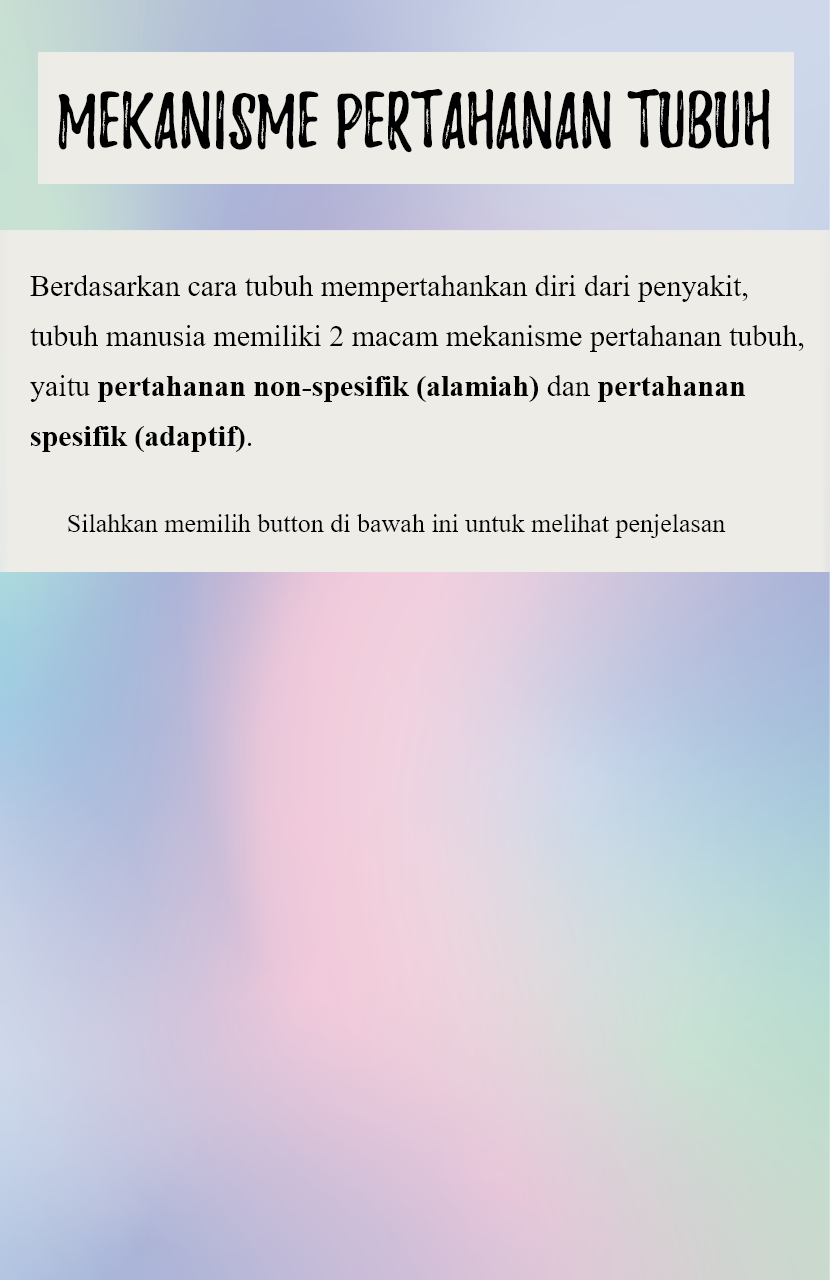 MEKANISME PERTAHANAN TUBUH
Berdasarkan cara tubuh mempertahankan diri dari penyakit,
tubuh manusia memiliki 2 macam mekanisme pertahanan tubuh,
yaitu pertahanan non-spesifik (alamiah) dan pertahanan
spesifik (adaptif).
Silahkan memilih button di bawah ini untuk melihat penjelasan